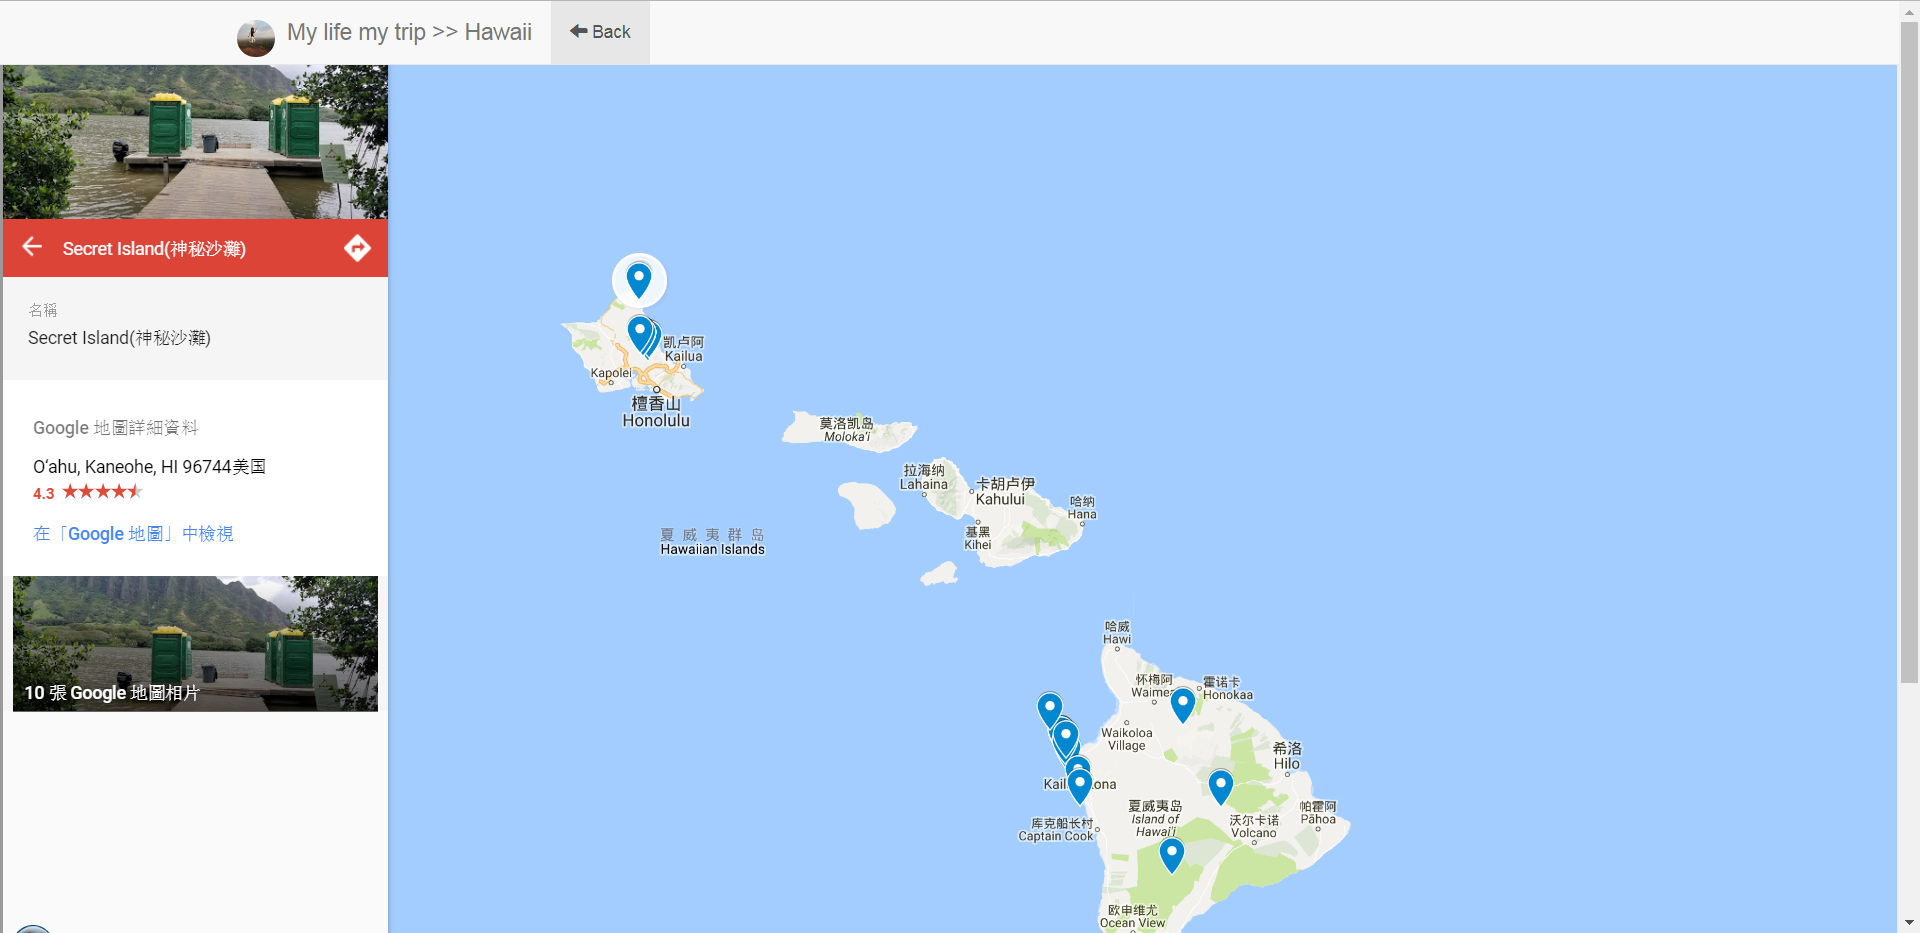 My life my trip >> Hawaii
Back
Secret Island(神秘沙灘)
名稱
Secret Island(神秘沙灘)
Google 地圖詳細資料
Oʻahu, Kaneohe, HI 96744美国
4.3
在「Google 地圖」中檢視
10 張 Google 地圖相片
凯卢阿
Kailua
Kapolei
檀香山
Honolulu
莫洛凯岛
Moloka'i
拉海纳
Lahaina
卡胡卢伊
Kahului
哈纳
Hana
基黑
Kihei
夏威夷群岛
Hawaiian Islands
哈威
Hawi
怀梅阿
Waimea
霍诺卡
Honokaa
Waikoloa
Village
希洛
Hilo
Kail ona
夏威夷岛
Island of
Hawai'i
帕霍阿
Pāhoa
库克船长村
Captain Cook
沃尔卡诺
Volcano
欧申维尤
Ocean View